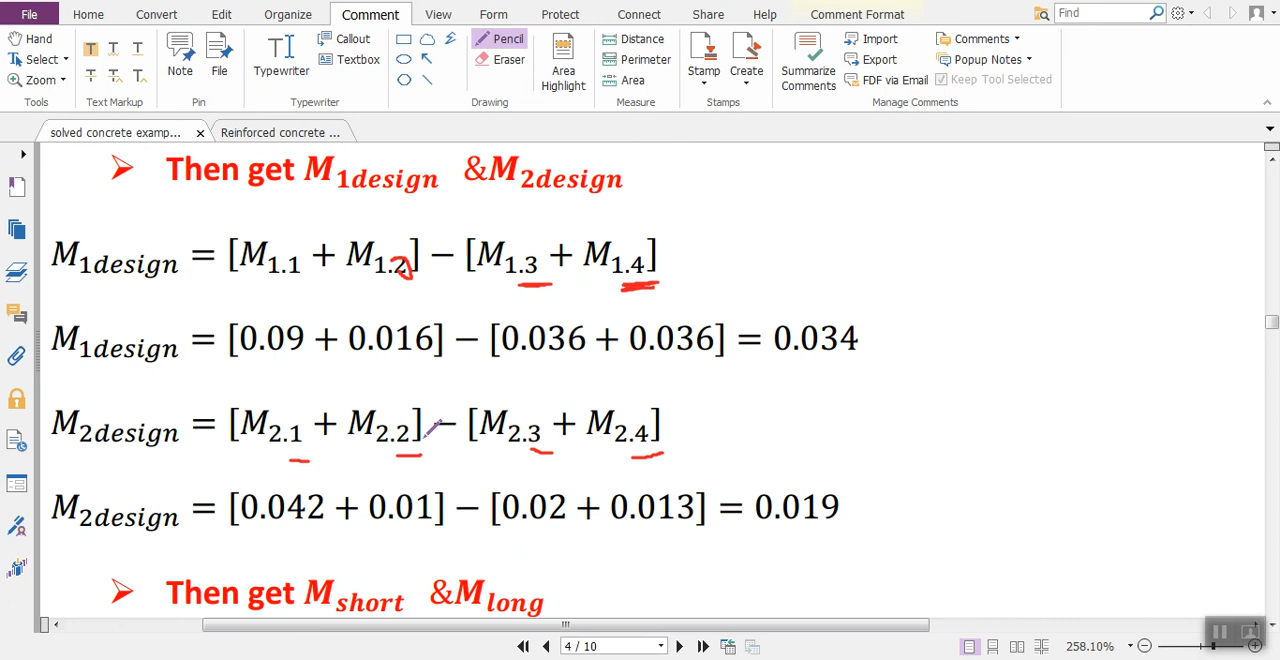 File Home Convert Edit Organize Comment View Form Protect Connect Share Help Comment Format Find
Hand Select Zoom Tools
T T T T T T Text Markup
Note File Pin
Typewriter Callout Textbox Typewriter
Pencil Eraser Drawing
Area Highlight Distance Perimeter Area Measure
Stamp Create Stamps
Summarize Comments Import Export FDF via Email Comments Popup Notes Keep Tool Selected Manage Comments
solved concrete examp... Reinforced concrete ...
Then get M1design &M2design
M1design = [M1.1 + M1.2] − [M1.3 + M1.4]
M1design = [0.09 + 0.016] − [0.036 + 0.036] = 0.034
M2design = [M2.1 + M2.2] − [M2.3 + M2.4]
M2design = [0.042 + 0.01] − [0.02 + 0.013] = 0.019
Then get Mshort &Mlong
4 / 10 258.10%